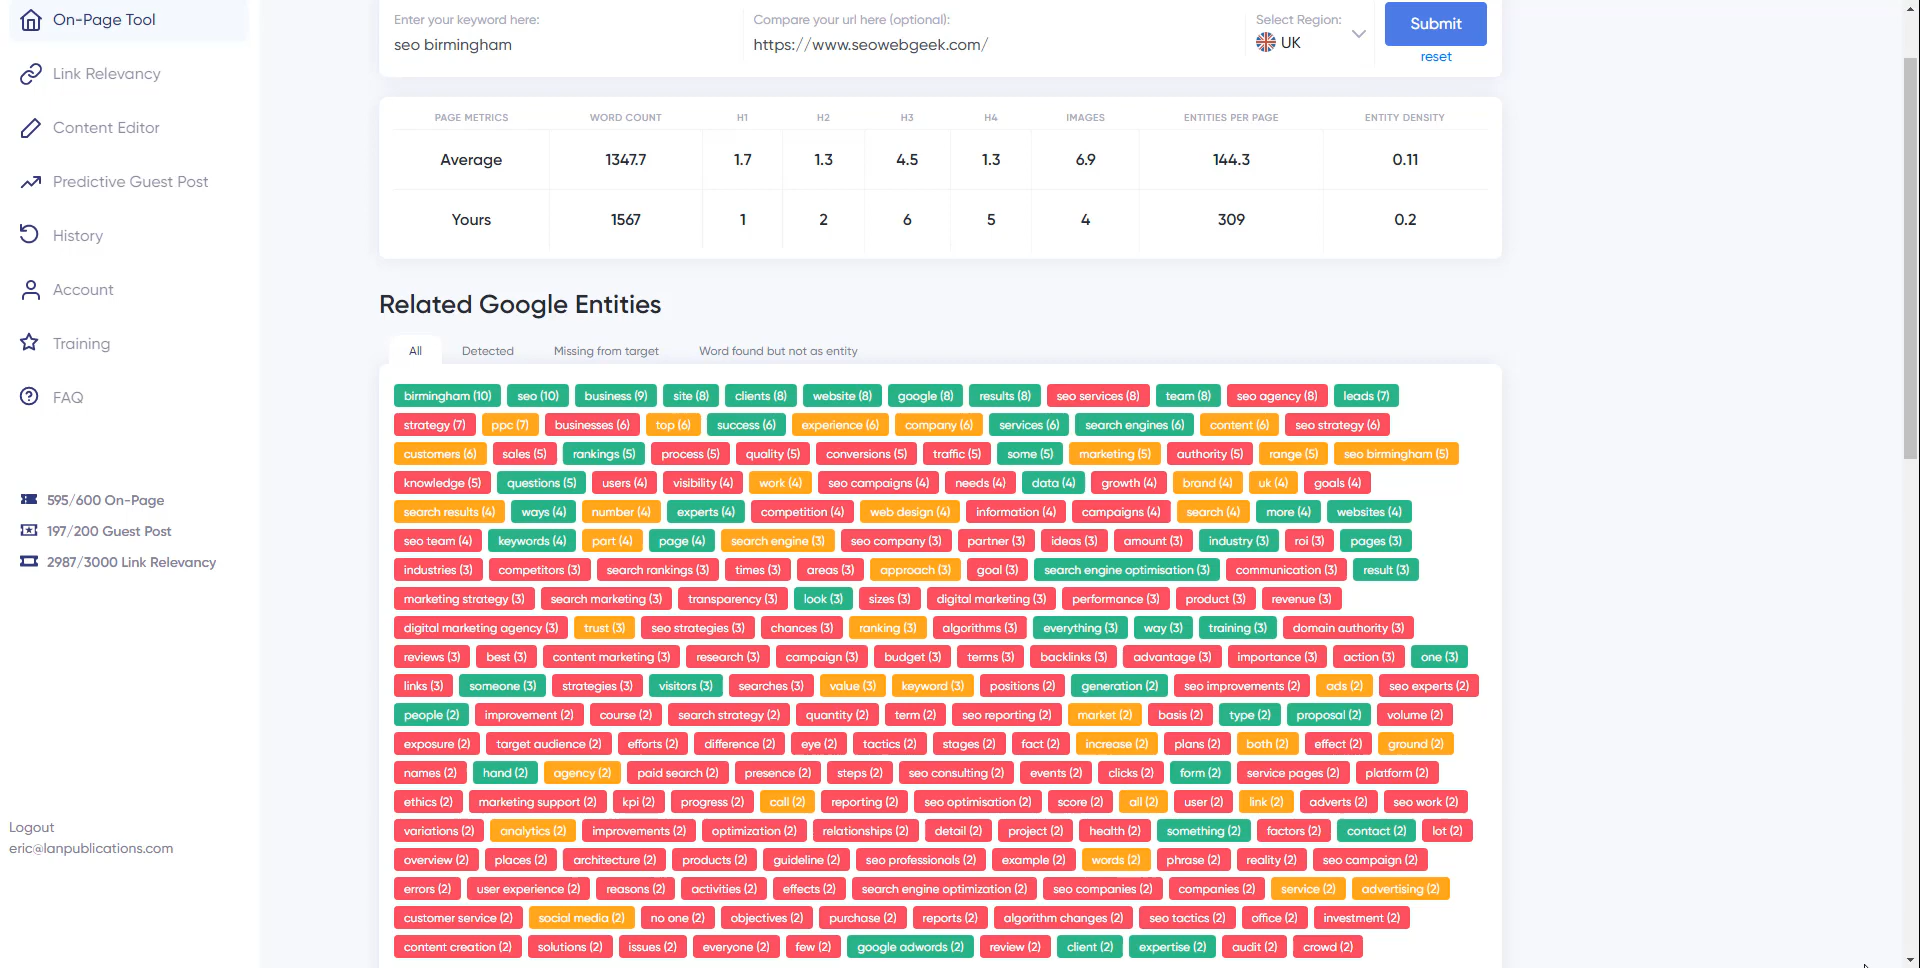 On-Page Tool
Link Relevancy
Content Editor
Predictive Guest Post
History
Account
Training
FAQ
595/600 On-Page
197/200 Guest Post
2987/3000 Link Relevancy
Logout
eric@lanpublications.com
Enter your keyword here:
seo birmingham
Compare your url here (optional):
https://www.seowebgeek.com/
Select Region:
UK
Submit
reset
PAGE METRICS WORD COUNT H1 H2 H3 H4 IMAGES ENTITIES PER PAGE ENTITY DENSITY
Average 1347.7 1.7 1.3 4.5 1.3 6.9 144.3 0.11
Yours 1567 1 2 6 5 4 309 0.2
Related Google Entities
All Detected Missing from target Word found but not as entity
birmingham (10) seo (10) business (9) site (8) clients (8) website (8) google (8) results (8) seo services (8) team (8) seo agency (8) leads (7)
strategy (7) ppc (7) businesses (6) top (6) success (6) experience (6) company (6) services (6) search engines (6) content (6) seo strategy (6)
customers (6) sales (5) rankings (5) process (5) quality (5) conversions (5) traffic (5) some (5) marketing (5) authority (5) range (5) seo birmingham (5)
knowledge (5) questions (5) users (4) visibility (4) work (4) seo campaigns (4) needs (4) data (4) growth (4) brand (4) uk (4) goals (4)
search results (4) ways (4) number (4) experts (4) competition (4) web design (4) information (4) campaigns (4) search (4) more (4) websites (4)
seo team (4) keywords (4) part (4) page (4) search engine (3) seo company (3) partner (3) ideas (3) amount (3) industry (3) roi (3) pages (3)
industries (3) competitors (3) search rankings (3) times (3) areas (3) approach (3) goal (3) search engine optimisation (3) communication (3) result (3)
marketing strategy (3) search marketing (3) transparency (3) look (3) sizes (3) digital marketing (3) performance (3) product (3) revenue (3)
digital marketing agency (3) trust (3) seo strategies (3) chances (3) ranking (3) algorithms (3) everything (3) way (3) training (3) domain authority (3)
reviews (3) best (3) content marketing (3) research (3) campaign (3) budget (3) terms (3) backlinks (3) advantage (3) importance (3) action (3) one (3)
links (3) someone (3) strategies (3) visitors (3) searches (3) value (3) keyword (3) positions (2) generation (2) seo improvements (2) ads (2) seo experts (2)
people (2) improvement (2) course (2) search strategy (2) quantity (2) term (2) seo reporting (2) market (2) basis (2) type (2) proposal (2) volume (2)
exposure (2) target audience (2) efforts (2) difference (2) eye (2) tactics (2) stages (2) fact (2) increase (2) plans (2) both (2) effect (2) ground (2)
names (2) hand (2) agency (2) paid search (2) presence (2) steps (2) seo consulting (2) events (2) clicks (2) form (2) service pages (2) platform (2)
ethics (2) marketing support (2) kpi (2) progress (2) call (2) reporting (2) seo optimisation (2) score (2) all (2) user (2) link (2) adverts (2) seo work (2)
variations (2) analytics (2) improvements (2) optimization (2) relationships (2) detail (2) project (2) health (2) something (2) factors (2) contact (2) lot (2)
overview (2) places (2) architecture (2) products (2) guideline (2) seo professionals (2) example (2) words (2) phrase (2) reality (2) seo campaign (2)
errors (2) user experience (2) reasons (2) activities (2) effects (2) search engine optimization (2) seo companies (2) companies (2) service (2) advertising (2)
customer service (2) social media (2) no one (2) objectives (2) purchase (2) reports (2) algorithm changes (2) seo tactics (2) office (2) investment (2)
content creation (2) solutions (2) issues (2) everyone (2) few (2) google adwords (2) review (2) client (2) expertise (2) audit (2) crowd (2)